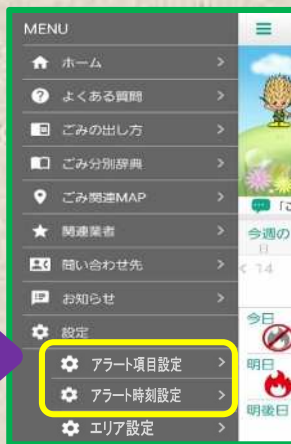 MENU
ホーム
よくある質問
ごみの出し方
ごみ分別辞典
ごみ関連MAP
関連業者
問い合わせ先
お知らせ
設定
アラート項目設定
アラート時刻設定
エリア設定
「こ
今週の
日
14
今日
明日
明後日